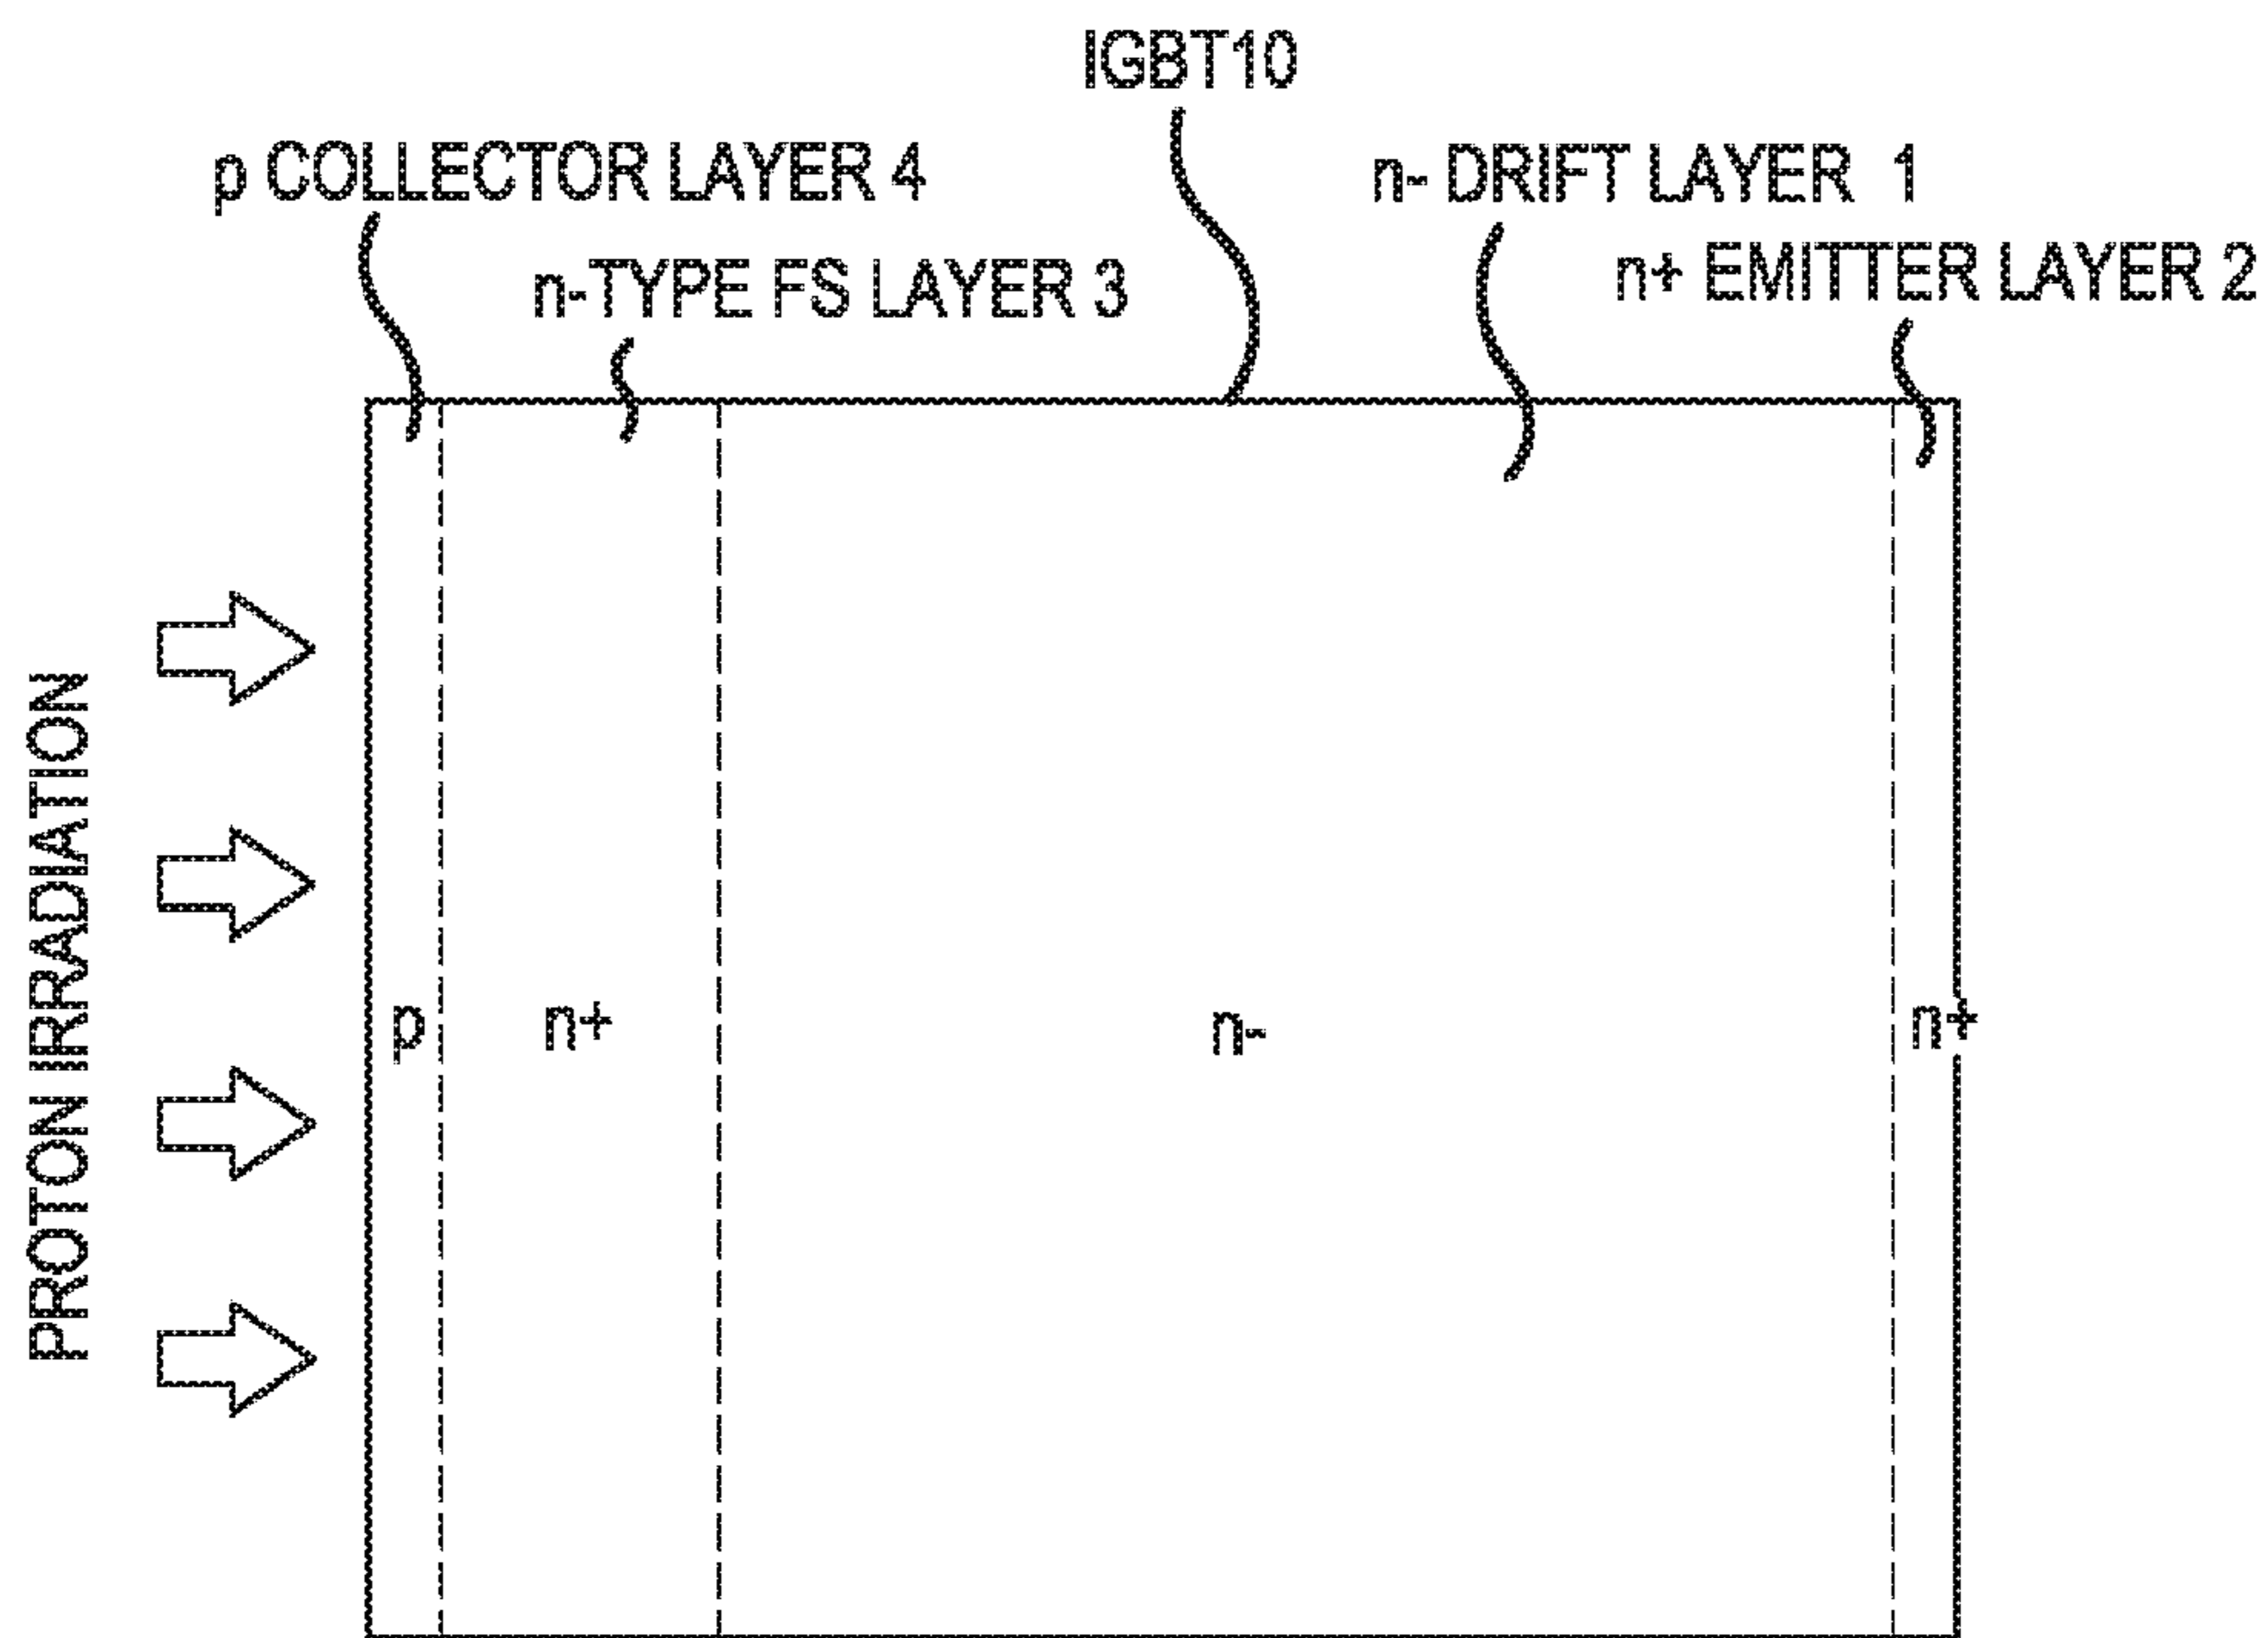 IGBT10
p COLLECTOR LAYER 4
n- DRIFT LAYER 1
n-TYPE FS LAYER 3
n+ EMITTER LAYER 2
PROTON IRRADIATION
p
n+
n-
n+